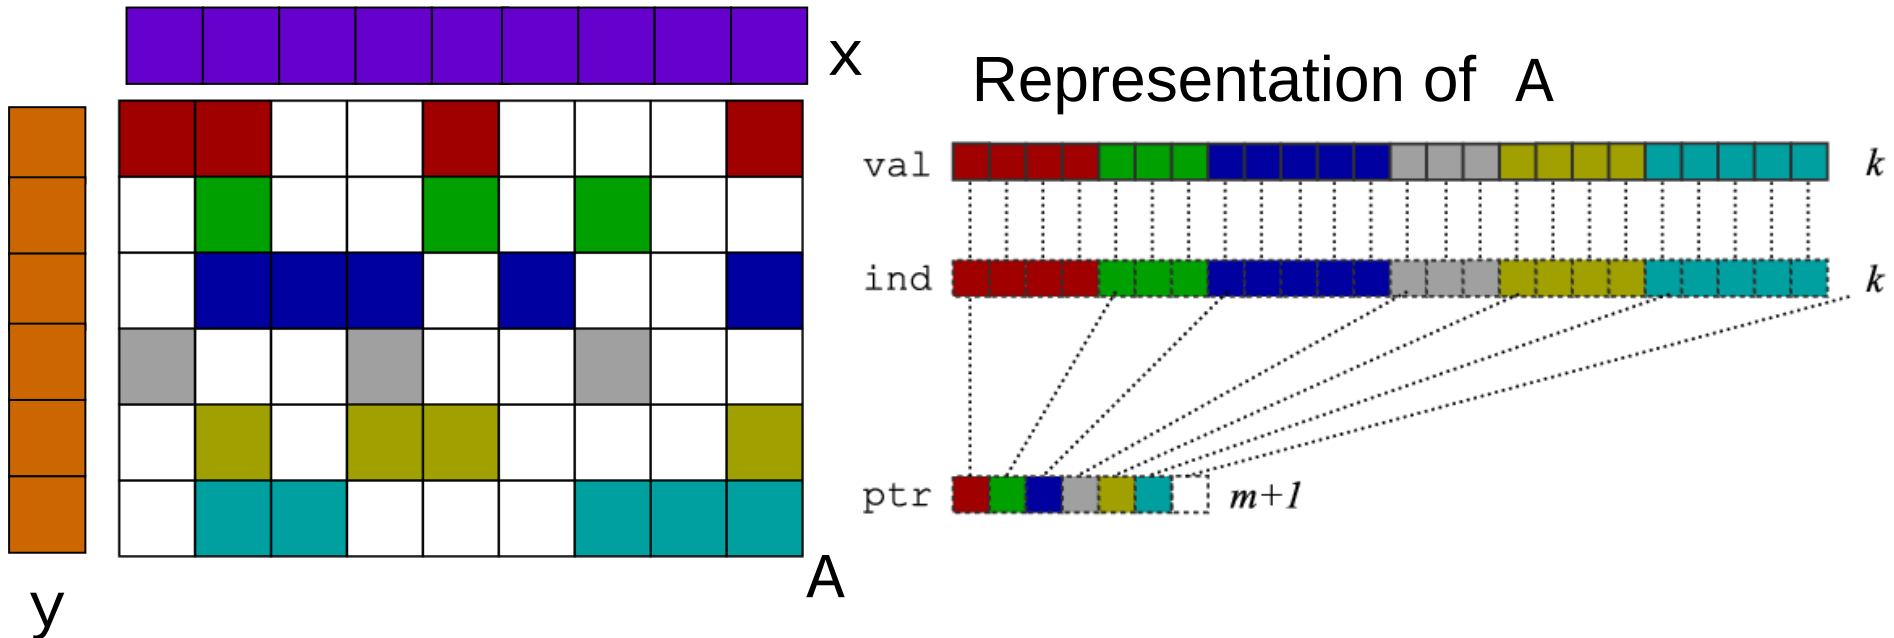 x
Representation of A
val k
ind k
ptr m+1
A
y